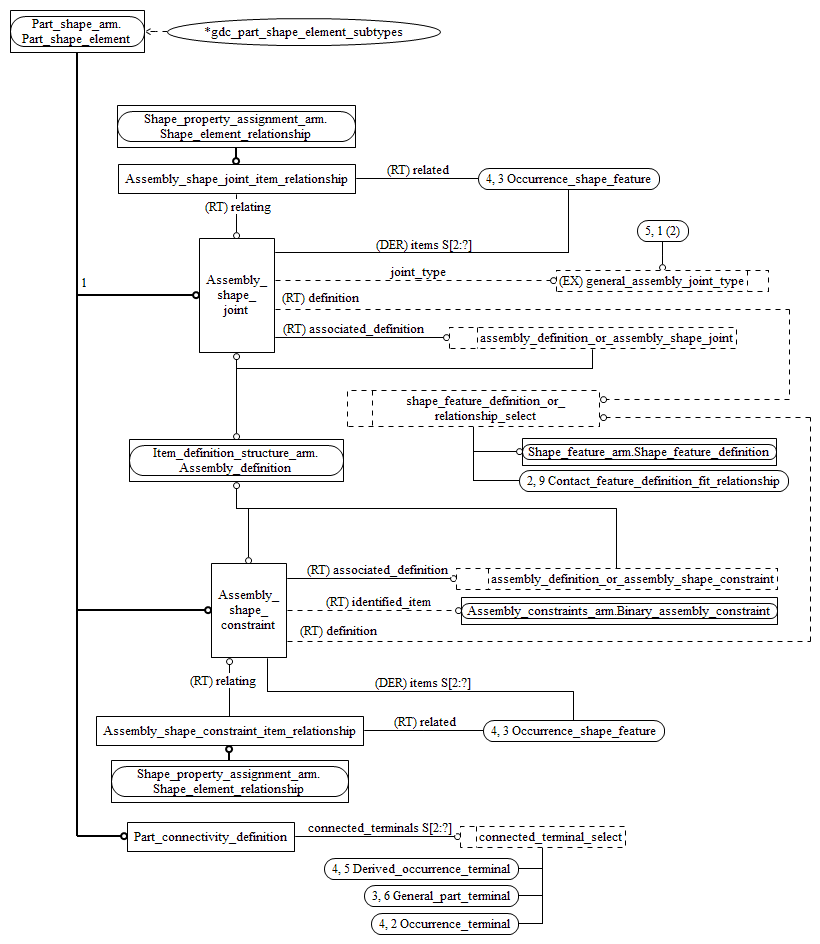 Part_shape_arm.
Part_shape_element
*gdc_part_shape_element_subtypes
Shape_property_assignment_arm.
Shape_element_relationship
Assembly_shape_joint_item_relationship
(RT) related
4, 3 Occurrence_shape_feature
(RT) relating
5, 1 (2)
(DER) items S[2:?]
Assembly_
shape_
joint
joint_type
(EX) general_assembly_joint_type
1
(RT) definition
(RT) associated_definition
assembly_definition_or_assembly_shape_joint
shape_feature_definition_or_
relationship_select
Item_definition_structure_arm.
Assembly_definition
Shape_feature_arm.Shape_feature_definition
2, 9 Contact_feature_definition_fit_relationship
Assembly_
shape_
constraint
(RT) associated_definition
assembly_definition_or_assembly_shape_constraint
(RT) identified_item
Assembly_constraints_arm.Binary_assembly_constraint
(RT) definition
(RT) relating
(DER) items S[2:?]
Assembly_shape_constraint_item_relationship
(RT) related
4, 3 Occurrence_shape_feature
Shape_property_assignment_arm.
Shape_element_relationship
Part_connectivity_definition
connected_terminals S[2:?]
connected_terminal_select
4, 5 Derived_occurrence_terminal
3, 6 General_part_terminal
4, 2 Occurrence_terminal